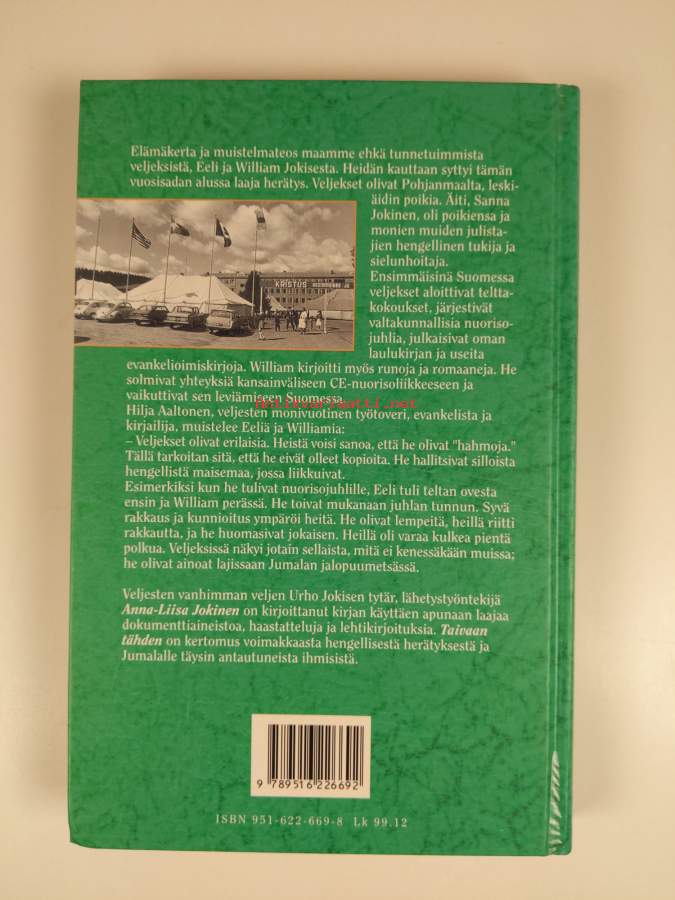 Elämäkerta ja muistelmateos maamme ehkä tunnetuimmista
veljeksistä, Eeli ja William Jokisesta. Heidän kauttaan syttyi tämän
vuosisadan alussa laaja herätys. Veljekset olivat Pohjanmaalta, leski-
äidin poikia. Äiti, Sanna
Jokinen, oli poikiensa ja
monien muiden julista-
jien hengellinen tukija ja
sielunhoitaja.
Ensimmäisinä Suomessa
veljekset aloittivat teltta-
kokoukset, järjestivät
valtakunnallisia nuoriso-
juhlia, julkaisivat oman
laulukirjan ja useita
KRISTUS
evankelioimiskirjoja. William kirjoitti myös runoja ja romaaneja. He
solmivat yhteyksiä kansainväliseen CE-nuorisoliikkeeseen ja
vaikuttivat sen leviämiseen Suomessa.
antikvariaatti.net
Hilja Aaltonen, veljesten monivuotinen työtoveri, evankelista ja
kirjailija, muistelee Eeliä ja Williamia:
– Veljekset olivat erilaisia. Heistä voisi sanoa, että he olivat "hahmoja."
Tällä tarkoitan sitä, että he eivät olleet kopioita. He hallitsivat silloista
hengellistä maisemaa, jossa liikkuivat.
Esimerkiksi kun he tulivat nuorisojuhlille, Eeli tuli teltan ovesta
ensin ja William perässä. He toivat mukanaan juhlan tunnun. Syvä
rakkaus ja kunnioitus ympäröi heitä. He olivat lempeitä, heillä riitti
rakkautta, ja he huomasivat jokaisen. Heillä oli varaa kulkea pientä
polkua. Veljeksissä näkyi jotain sellaista, mitä ei kenessäkään muissa;
he olivat ainoat lajissaan Jumalan jalopuumetsässä.
Veljesten vanhimman veljen Urho Jokisen tytär, lähetystyöntekijä
Anna-Liisa Jokinen on kirjoittanut kirjan käyttäen apunaan laajaa
dokumenttiaineistoa, haastatteluja ja lehtikirjoituksia. Taivaan
tähden on kertomus voimakkaasta hengellisestä herätyksestä ja
Jumalalle täysin antautuneista ihmisistä.
9 789516 226692
ISBN 951-622-669-8 Lk 99.12